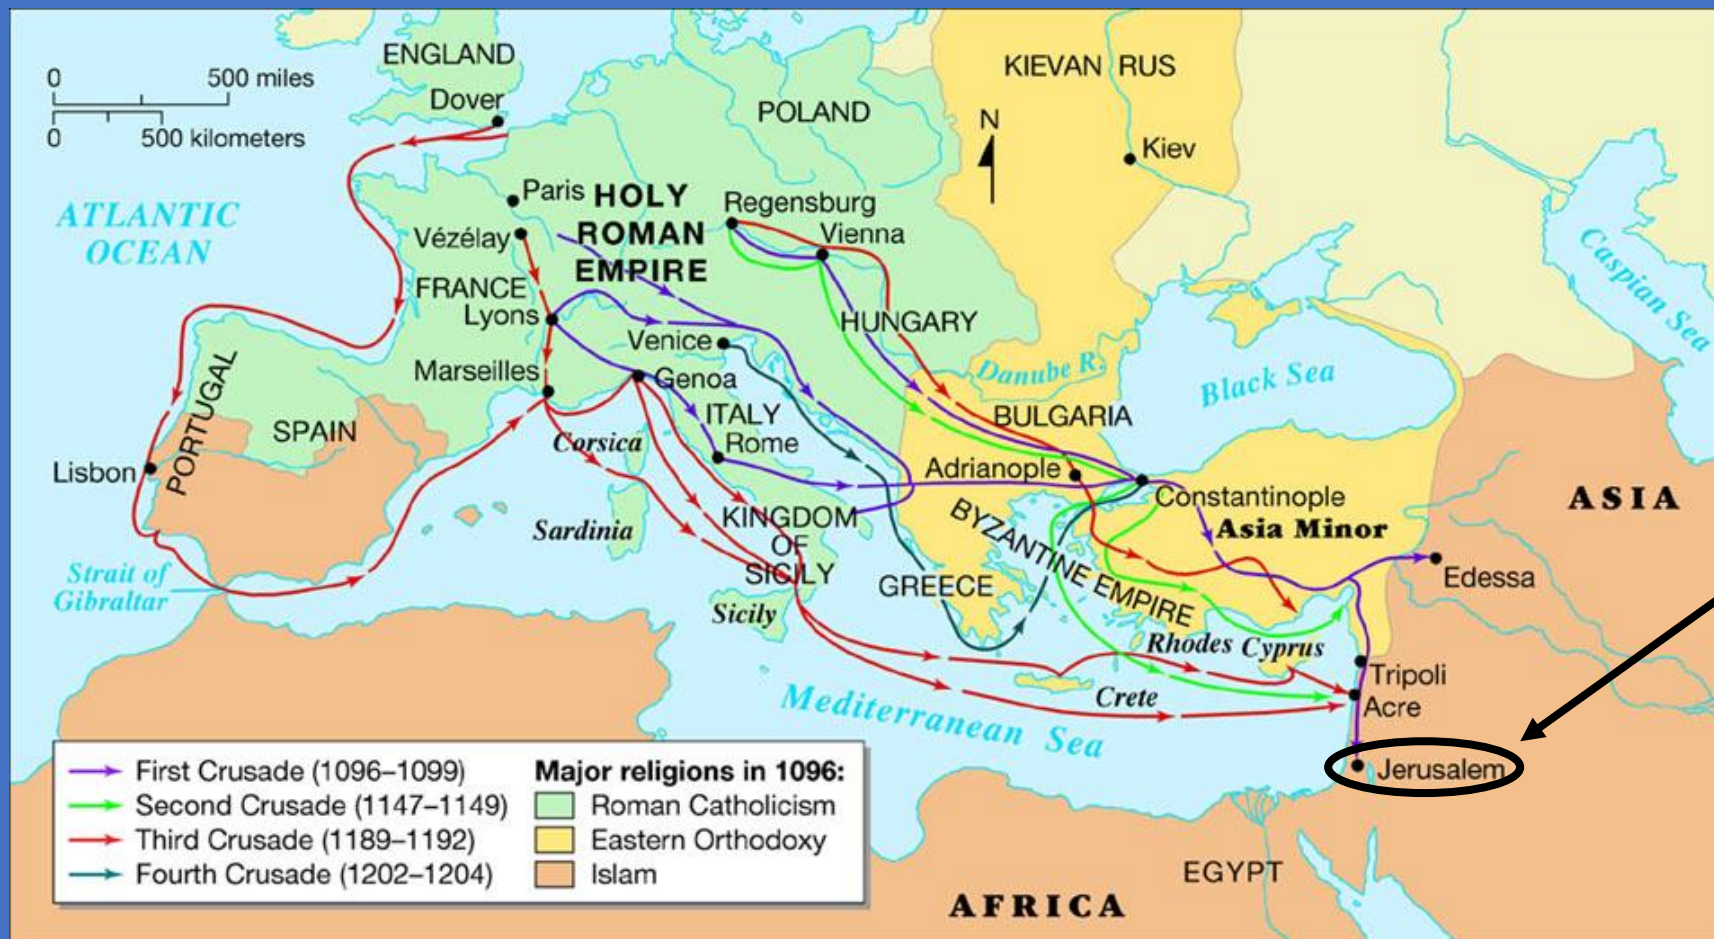 ENGLAND
0 500 miles
0 500 kilometers
Dover
POLAND
KIEVAN RUS
N
Kiev
ATLANTIC
OCEAN
Paris
HOLY
ROMAN
EMPIRE
Regensburg
Vienna
Vézélay
FRANCE
Lyons
HUNGARY
Venice
Marseilles
Genoa
Danube R.
Black Sea
Caspian Sea
PORTUGAL
SPAIN
Corsica
ITALY
Rome
BULGARIA
Lisbon
Adrianople
Constantinople
ASIA
Sardinia
KINGDOM
OF
SICILY
BYZANTINE EMPIRE
Asia Minor
Strait of
Gibraltar
GREECE
Edessa
Sicily
Rhodes
Cyprus
Tripoli
Crete
Acre
Mediterranean Sea
Jerusalem
First Crusade (1096–1099)
Second Crusade (1147–1149)
Third Crusade (1189–1192)
Fourth Crusade (1202–1204)
Major religions in 1096:
Roman Catholicism
Eastern Orthodoxy
Islam
EGYPT
AFRICA